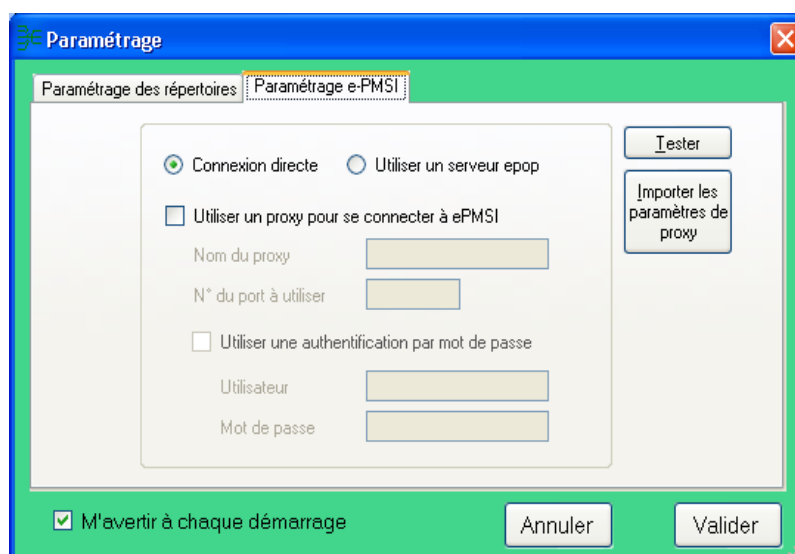 Paramétrage
Paramétrage des répertoires
Paramétrage e-PMSI
Connexion directe
Utiliser un serveur epop
Tester
Importer les
paramètres de
proxy
Utiliser un proxy pour se connecter à ePMSI
Nom du proxy
N° du port à utiliser
Utiliser une authentification par mot de passe
Utilisateur
Mot de passe
M'avertir à chaque démarrage
Annuler
Valider